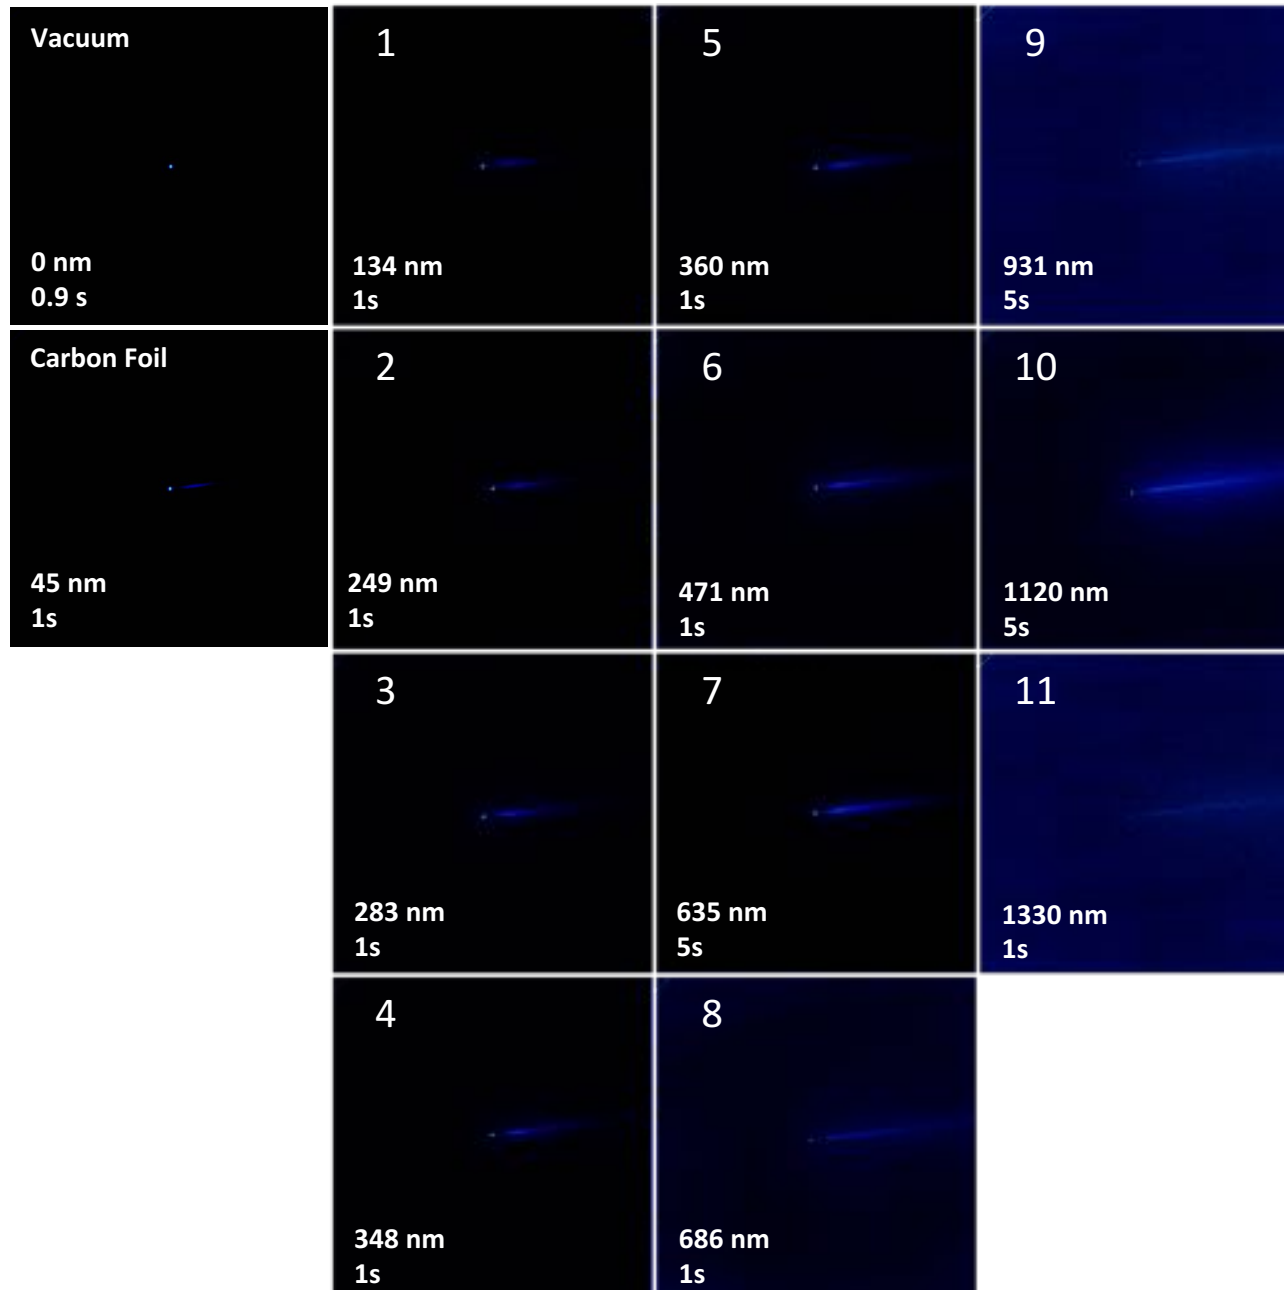 Vacuum
0 nm
0.9 s
1
134 nm
1s
5
360 nm
1s
9
931 nm
5s
Carbon Foil
45 nm
1s
2
249 nm
1s
6
471 nm
1s
10
1120 nm
5s
3
283 nm
1s
7
635 nm
5s
11
1330 nm
1s
4
348 nm
1s
8
686 nm
1s